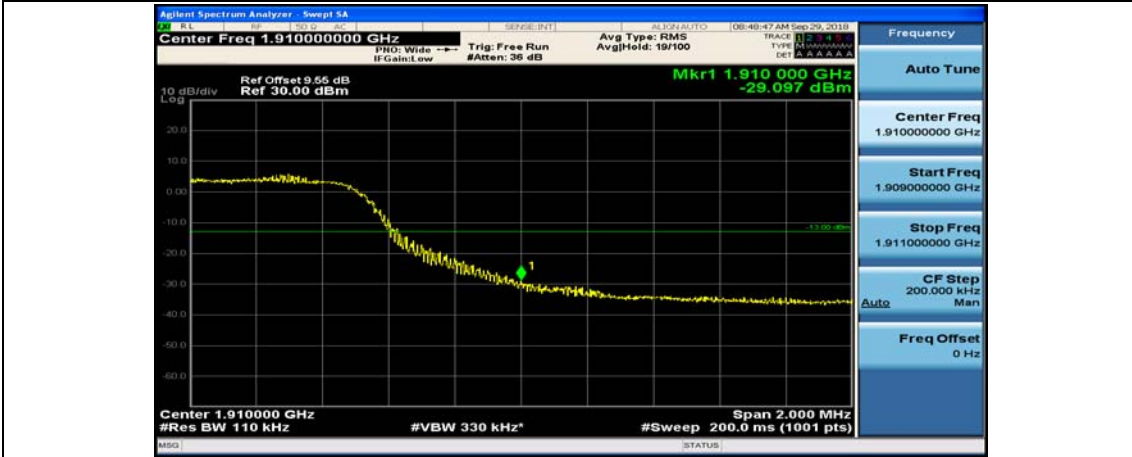 Agilent Spectrum Analyzer - Swept SA
RL RF 50 Ω AC SENSE:INT ALIGN AUTO 08:48:47 AM Sep 29, 2018
Center Freq 1.910000000 GHz
PNO: Wide
IFGain:Low
Trig: Free Run
#Atten: 36 dB
Avg Type: RMS
Avg|Hold: 19/100
TRACE 1 2 3 4 5 6
TYPE M
DET A A A A A A
Ref Offset 9.55 dB
Ref 30.00 dBm
10 dB/div
Log
Mkr1 1.910 000 GHz
-29.097 dBm
20.0
10.0
0.00
-10.0
-20.0
-30.0
-40.0
-50.0
-60.0
-13.00 dBm
1
Center 1.910000 GHz
Span 2.000 MHz
#Res BW 110 kHz
#VBW 330 kHz*
#Sweep 200.0 ms (1001 pts)
MSG
STATUS
Frequency
Auto Tune
Center Freq
1.910000000 GHz
Start Freq
1.909000000 GHz
Stop Freq
1.911000000 GHz
CF Step
200.000 kHz
Auto Man
Freq Offset
0 Hz